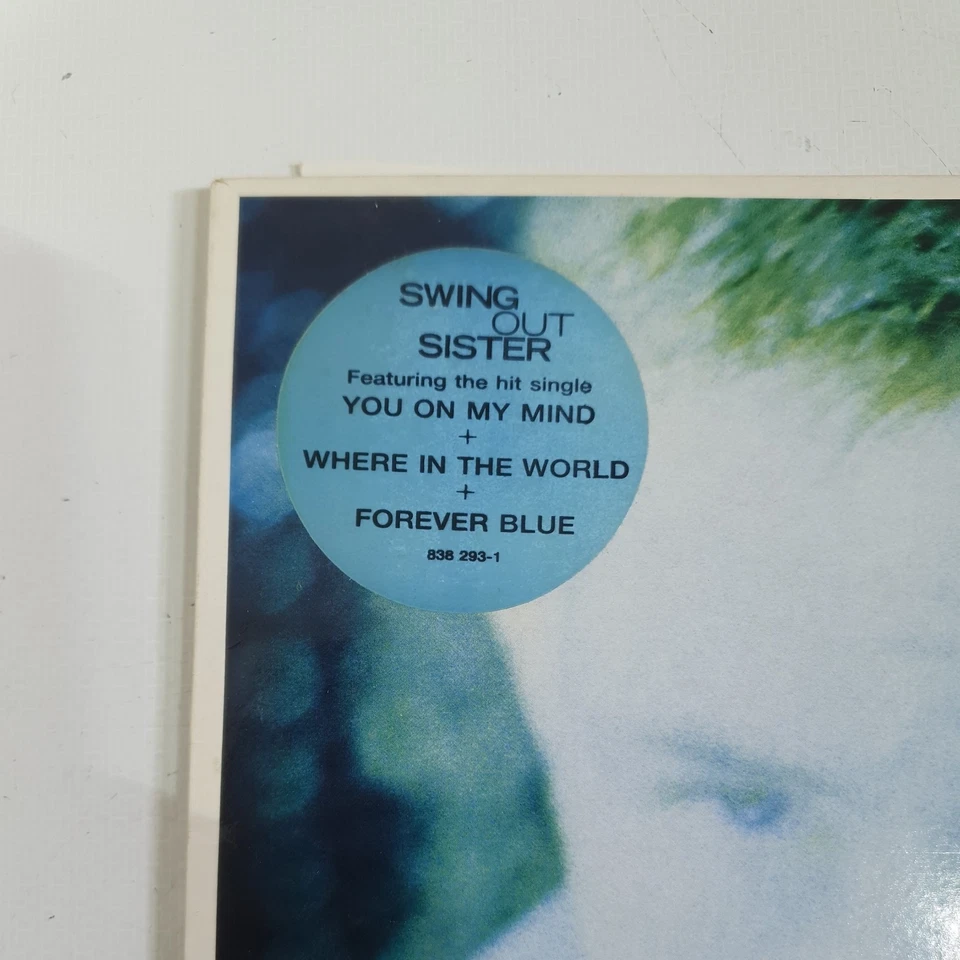 SWING
OUT
SISTER
Featuring the hit single
YOU ON MY MIND
+
WHERE IN THE WORLD
+
FOREVER BLUE
838 293-1